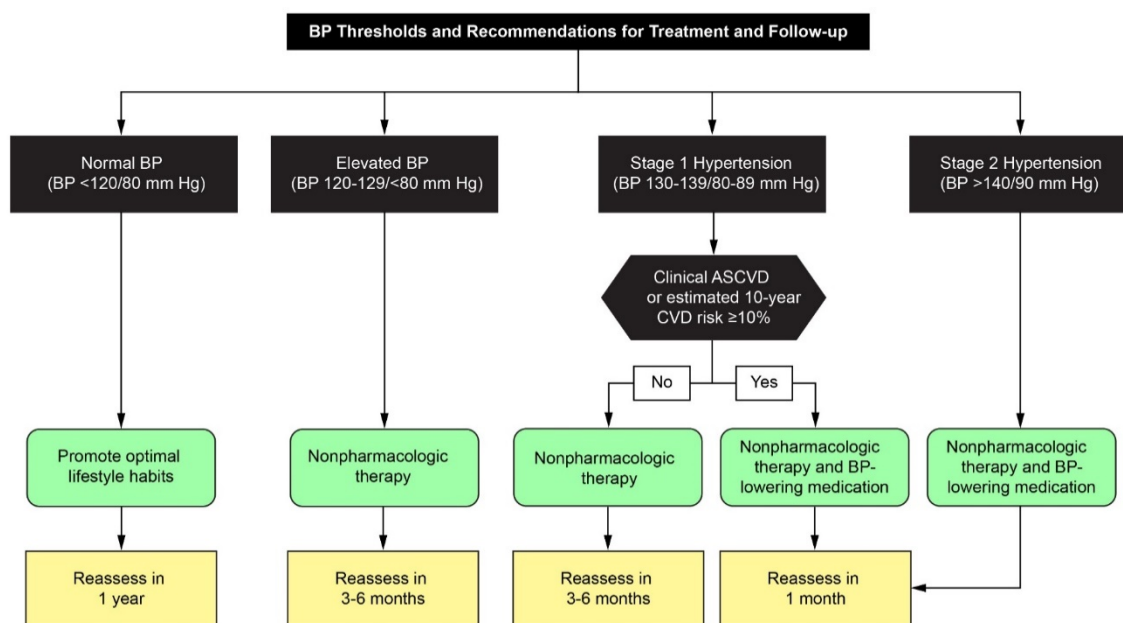 BP Thresholds and Recommendations for Treatment and Follow-up
Normal BP
(BP <120/80 mm Hg)
Elevated BP
(BP 120-129/<80 mm Hg)
Stage 1 Hypertension
(BP 130-139/80-89 mm Hg)
Stage 2 Hypertension
(BP >140/90 mm Hg)
Clinical ASCVD
or estimated 10-year
CVD risk ≥10%
No
Yes
Promote optimal
lifestyle habits
Nonpharmacologic
therapy
Nonpharmacologic
therapy
Nonpharmacologic
therapy and BP-
lowering medication
Nonpharmacologic
therapy and BP-
lowering medication
Reassess in
1 year
Reassess in
3-6 months
Reassess in
3-6 months
Reassess in
1 month